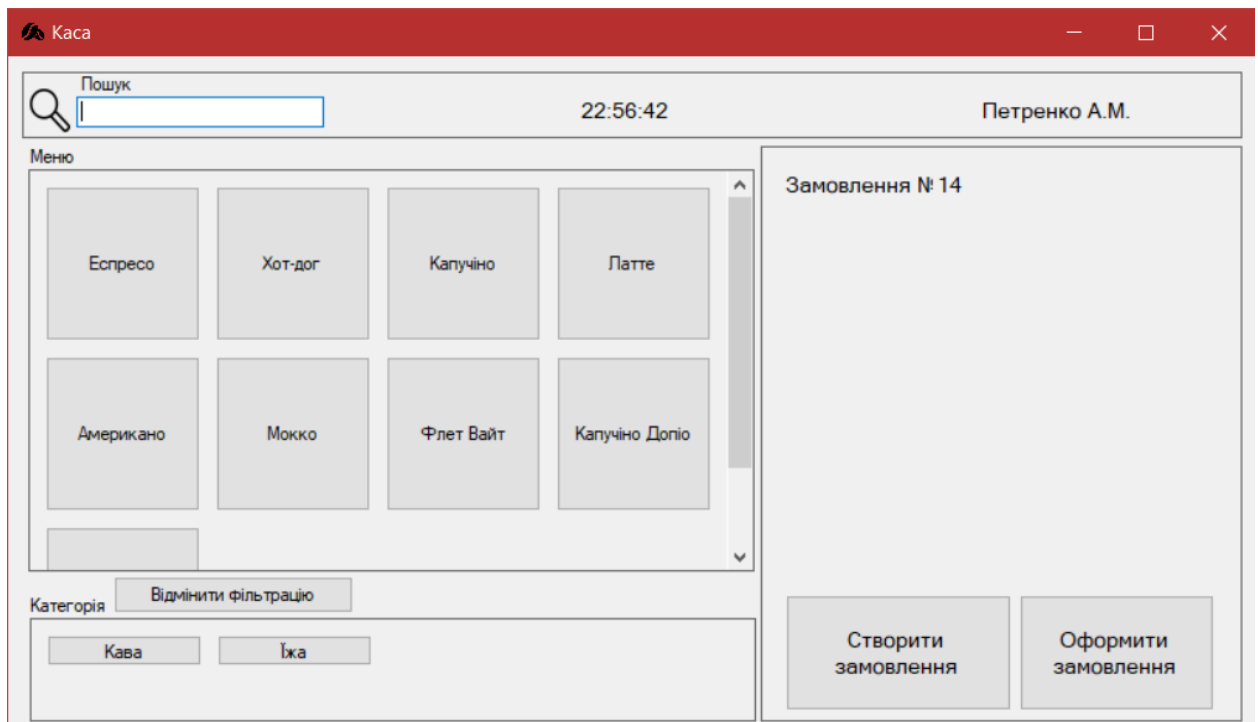 Каса
Пошук
22:56:42
Петренко А.М.
Меню
Еспресо
Хот-дог
Капучіно
Латте
Американо
Мокко
Флет Вайт
Капучіно Допіо
Замовлення № 14
Категорія
Відмінити фільтрацію
Кава
Їжа
Створити
замовлення
Оформити
замовлення